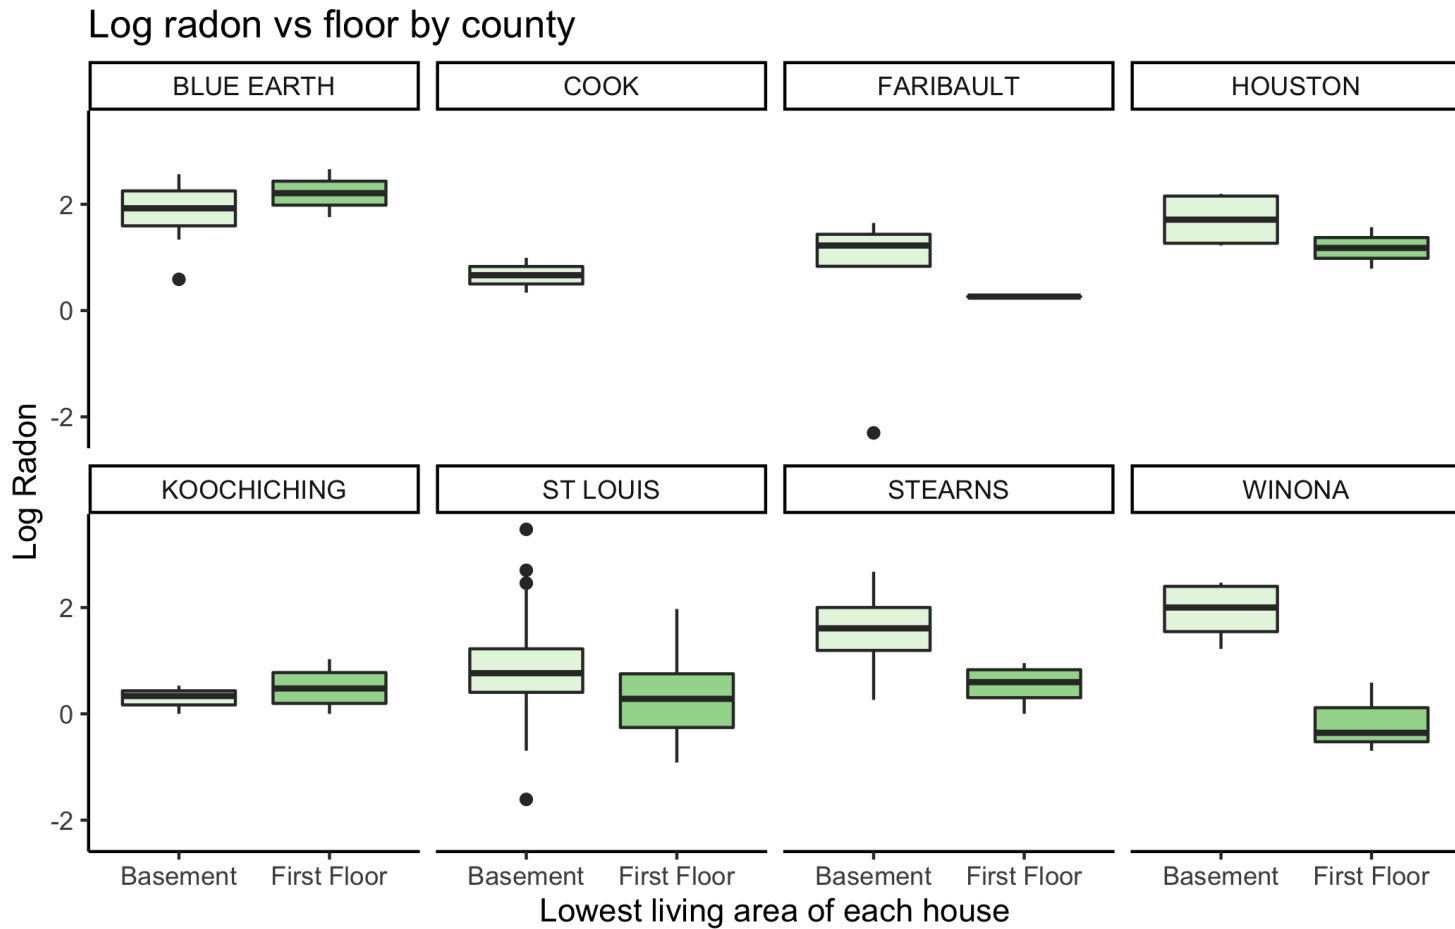 Log radon vs floor by county
BLUE EARTH COOK FARIBAULT HOUSTON
2
0
-2
Log Radon
KOOCHICHING ST LOUIS STEARNS WINONA
2
0
-2
Basement First Floor Basement First Floor Basement First Floor Basement First Floor
Lowest living area of each house